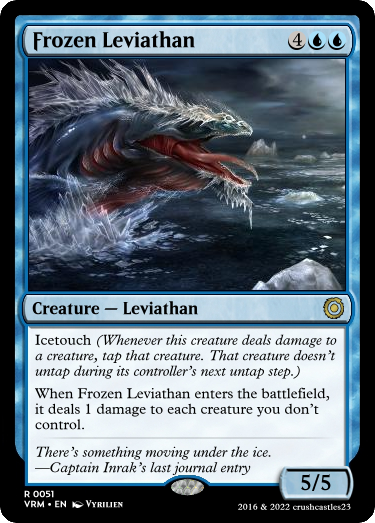 Frozen Leviathan 4
Creature — Leviathan
Icetouch (Whenever this creature deals damage to
a creature, tap that creature. That creature doesn't
untap during its controller's next untap step.)
When Frozen Leviathan enters the battlefield,
it deals 1 damage to each creature you don't
control.
There's something moving under the ice.
—Captain Inrak's last journal entry
5/5
R 0051
VRM • EN Vyrilien
2016 & 2022 crushcastles23